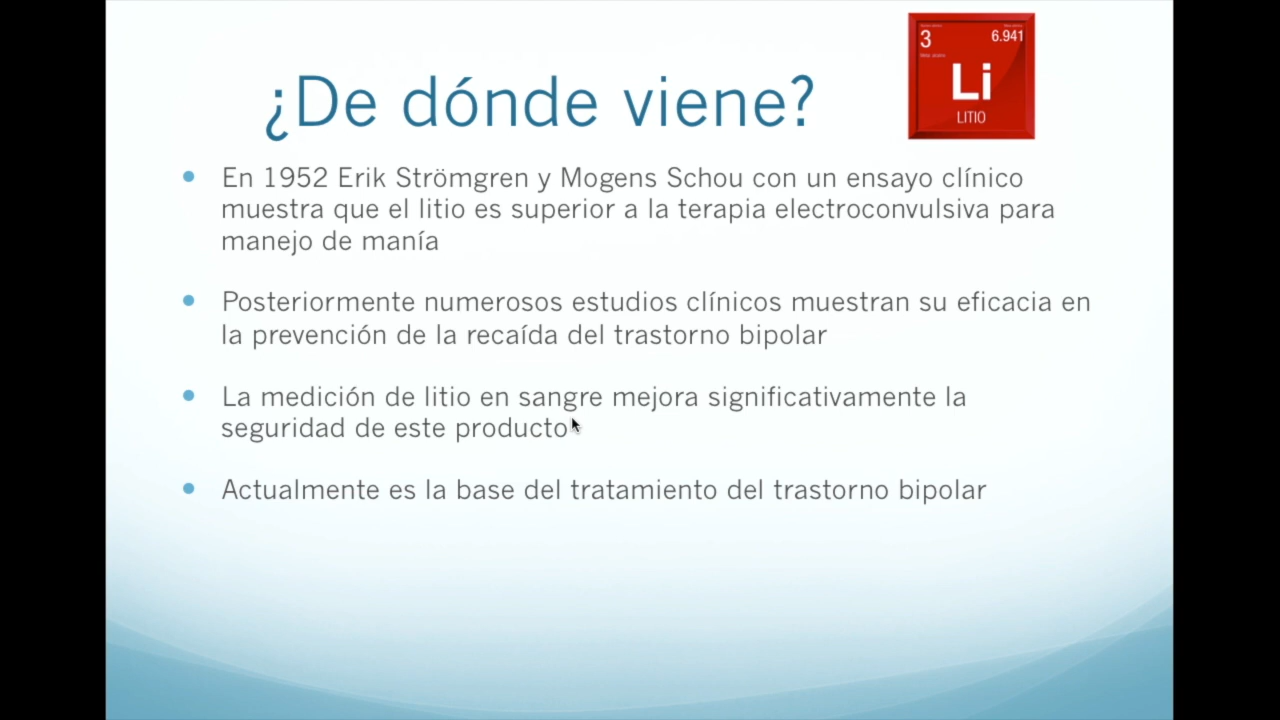 ¿De dónde viene?
3
6.941
Li
LITIO
En 1952 Erik Strömgren y Mogens Schou con un ensayo clínico
muestra que el litio es superior a la terapia electroconvulsiva para
manejo de manía
Posteriormente numerosos estudios clínicos muestran su eficacia en
la prevención de la recaída del trastorno bipolar
La medición de litio en sangre mejora significativamente la
seguridad de este producto
Actualmente es la base del tratamiento del trastorno bipolar